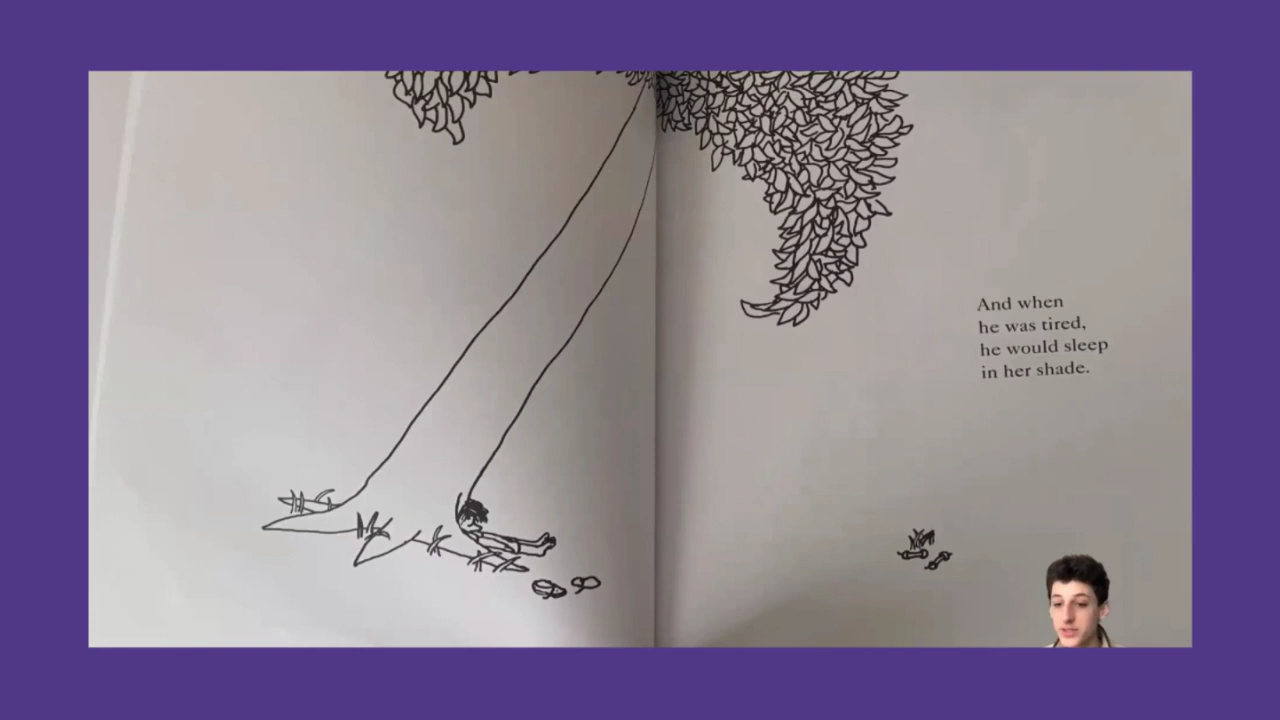 And when
he was tired,
he would sleep
in her shade.